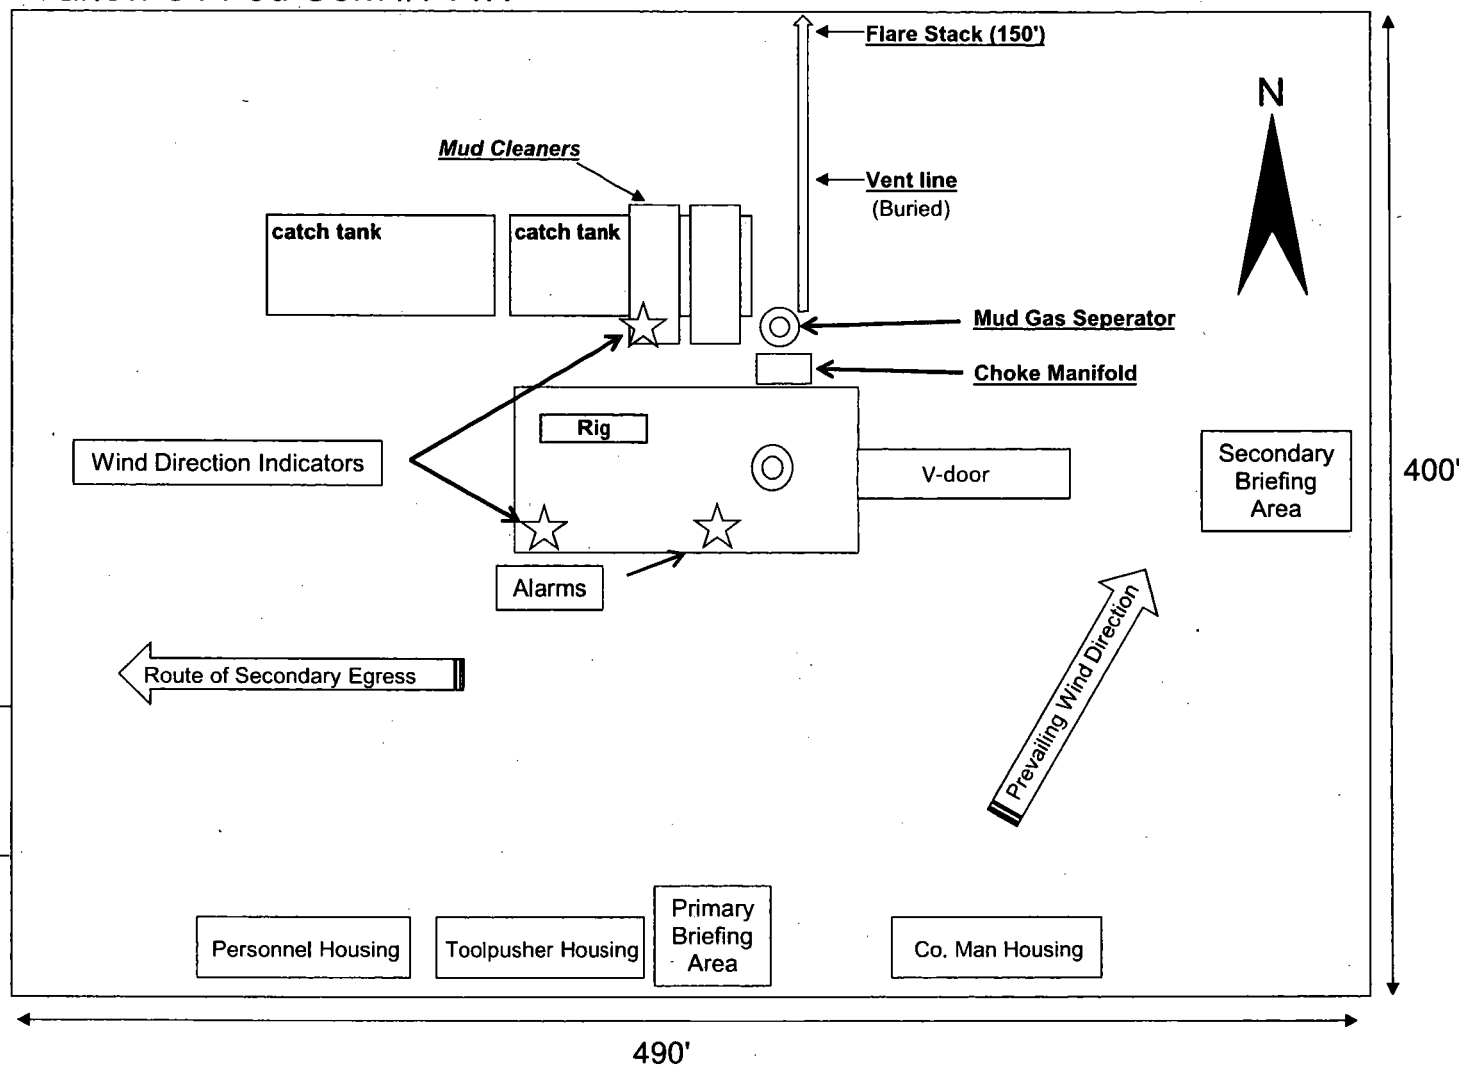 Flare Stack (150')
N
Mud Cleaners
Vent line
(Buried)
catch tank
catch tank
Mud Gas Seperator
Choke Manifold
Rig
Wind Direction Indicators
V-door
Secondary
Briefing
Area
400'
Alarms
Prevailing Wind Direction
Route of Secondary Egress
Personnel Housing
Toolpusher Housing
Primary
Briefing
Area
Co. Man Housing
490'